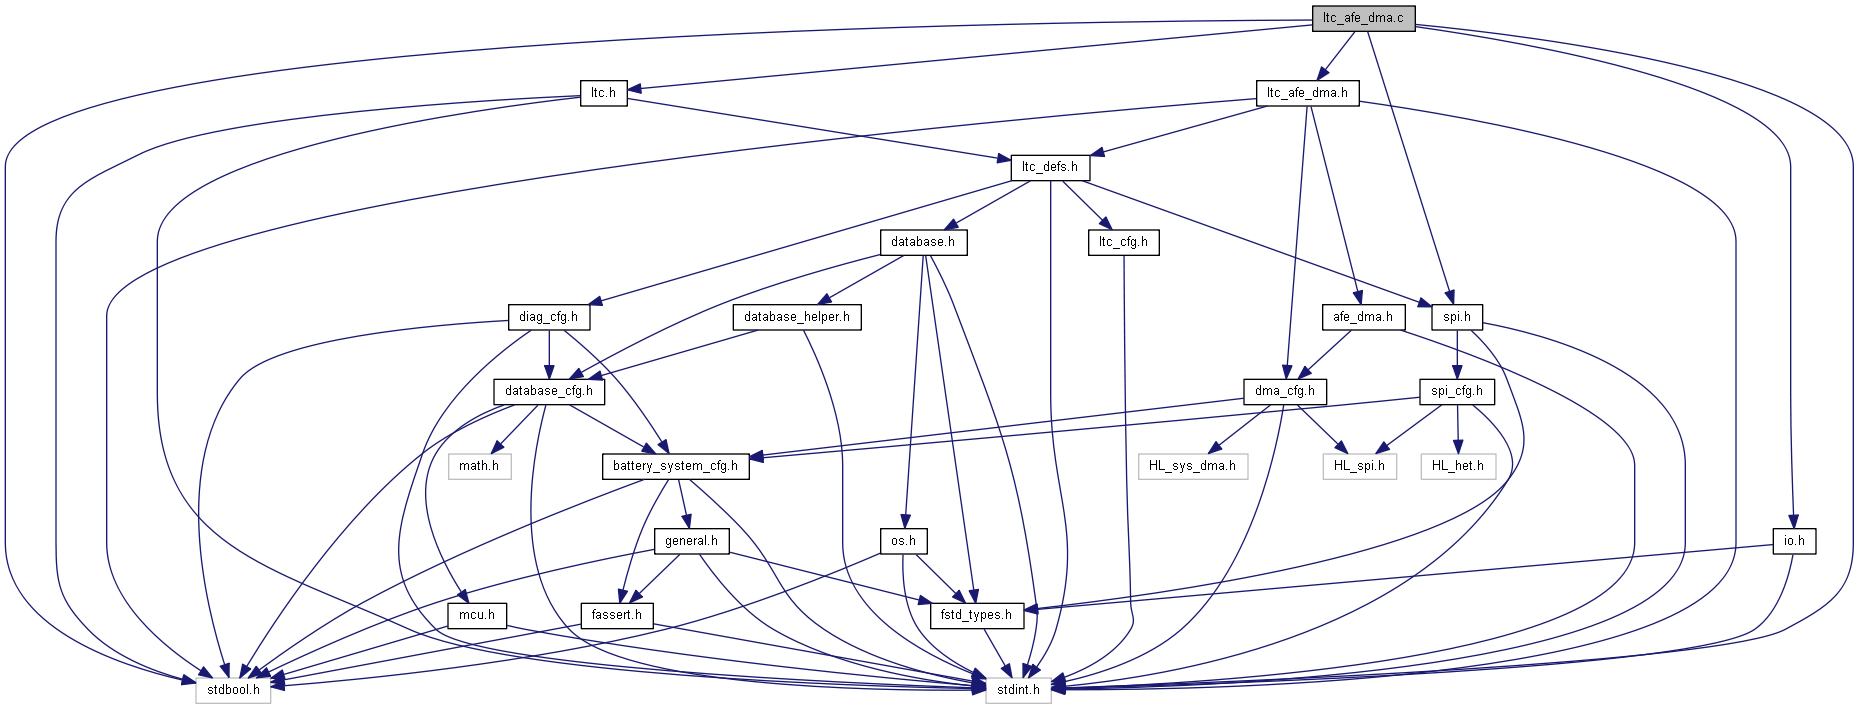 ltc_afe_dma.c
ltc.h
ltc_afe_dma.h
ltc_defs.h
database.h
ltc_cfg.h
diag_cfg.h
database_helper.h
afe_dma.h
spi.h
database_cfg.h
dma_cfg.h
spi_cfg.h
math.h
battery_system_cfg.h
HL_sys_dma.h
HL_spi.h
HL_het.h
general.h
os.h
io.h
mcu.h
fassert.h
fstd_types.h
stdbool.h
stdint.h